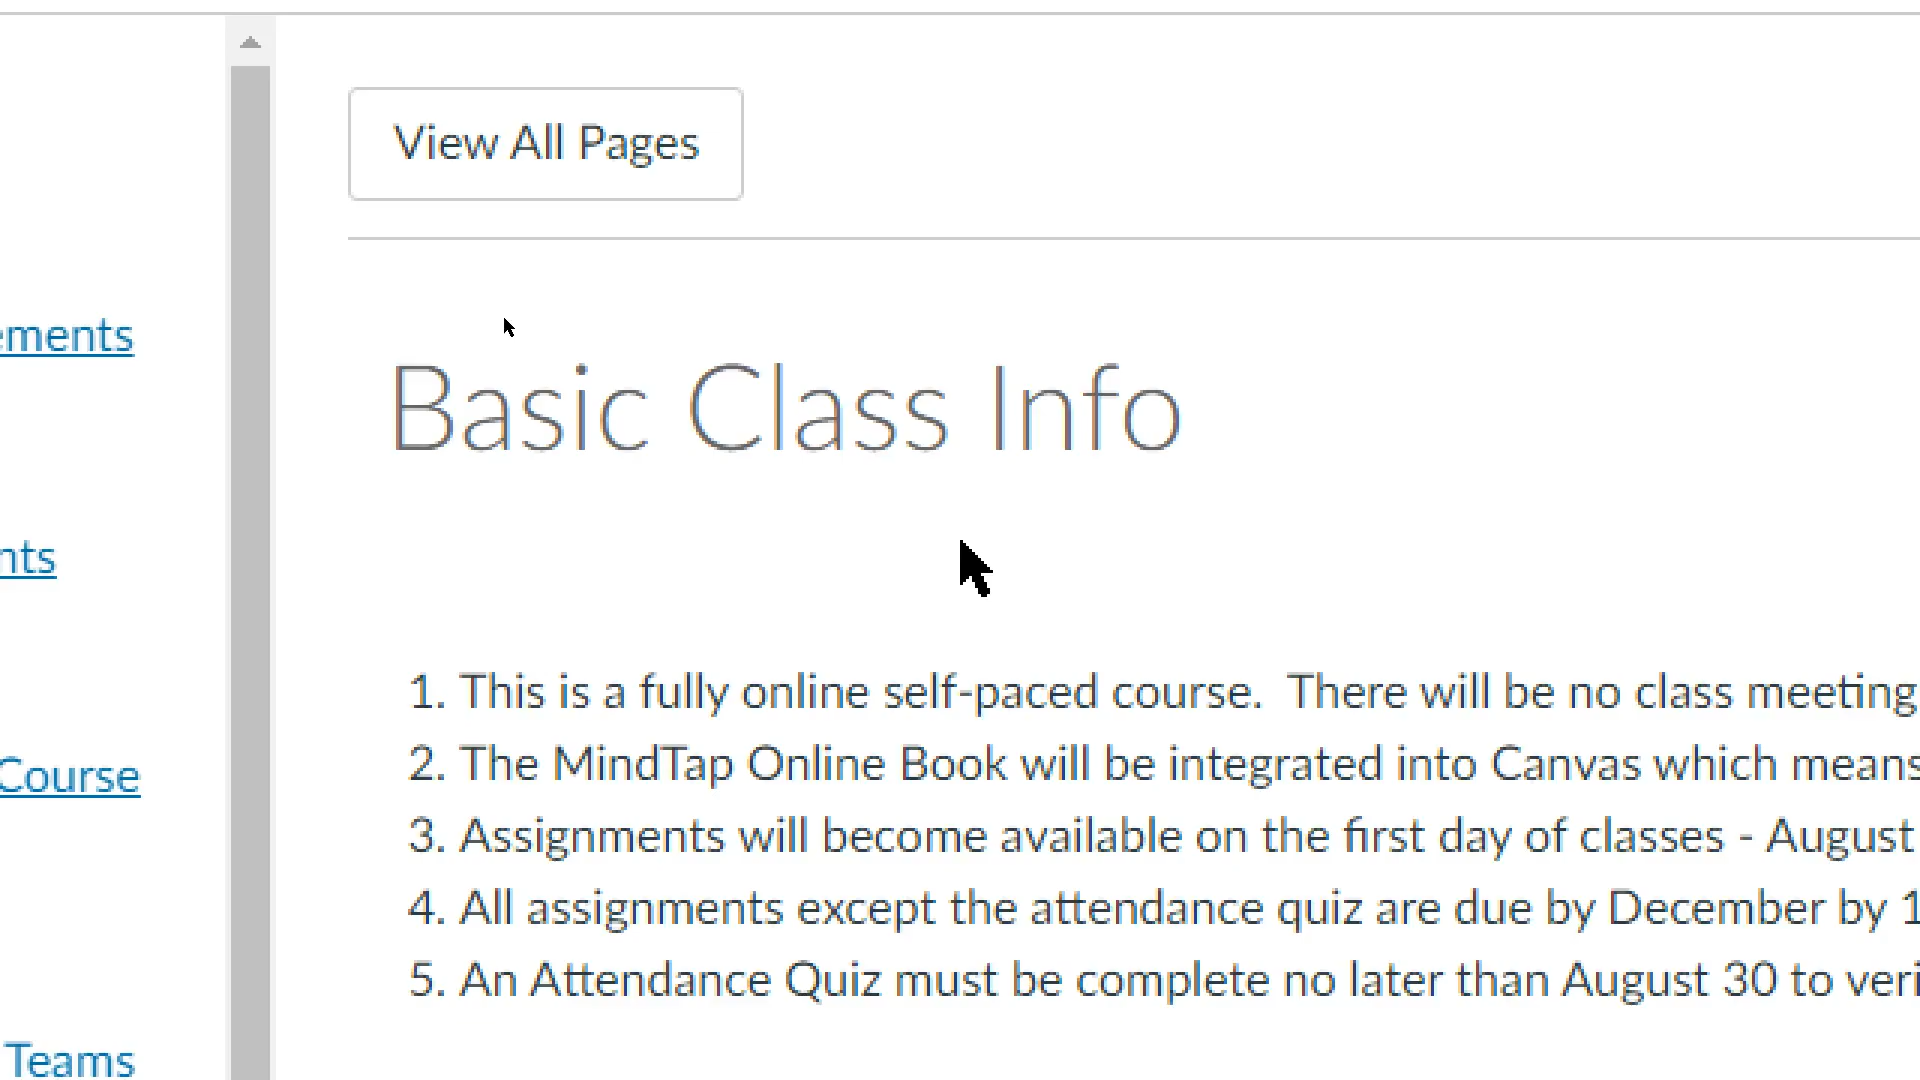 View All Pages
ements
Basic Class Info
nts
1. This is a fully online self-paced course.  There will be no class meeting
2. The MindTap Online Book will be integrated into Canvas which means
Course
3. Assignments will become available on the first day of classes - August
4. All assignments except the attendance quiz are due by December by 1
5. An Attendance Quiz must be complete no later than August 30 to veri
Teams